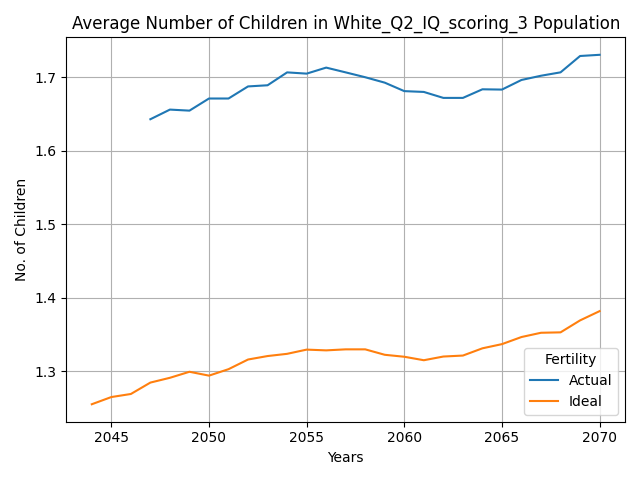 Average Number of Children in White_Q2_IQ_scoring_3 Population
No. of Children
1.7
1.6
1.5
1.4
1.3
2045 2050 2055 2060 2065 2070
Years
Fertility
Actual
Ideal